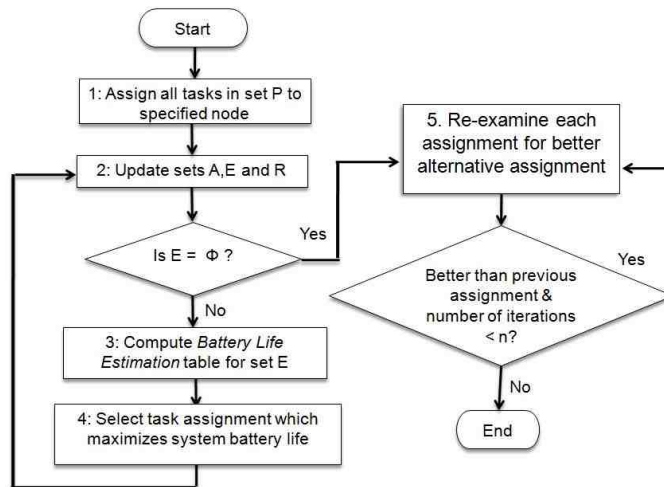 Start
1: Assign all tasks in set P to
specified node
2: Update sets A,E and R
Is E = Φ ?
Yes
No
3: Compute Battery Life
Estimation table for set E
4: Select task assignment which
maximizes system battery life
5. Re-examine each
assignment for better
alternative assignment
Better than previous
assignment &
number of iterations
< n?
Yes
No
End